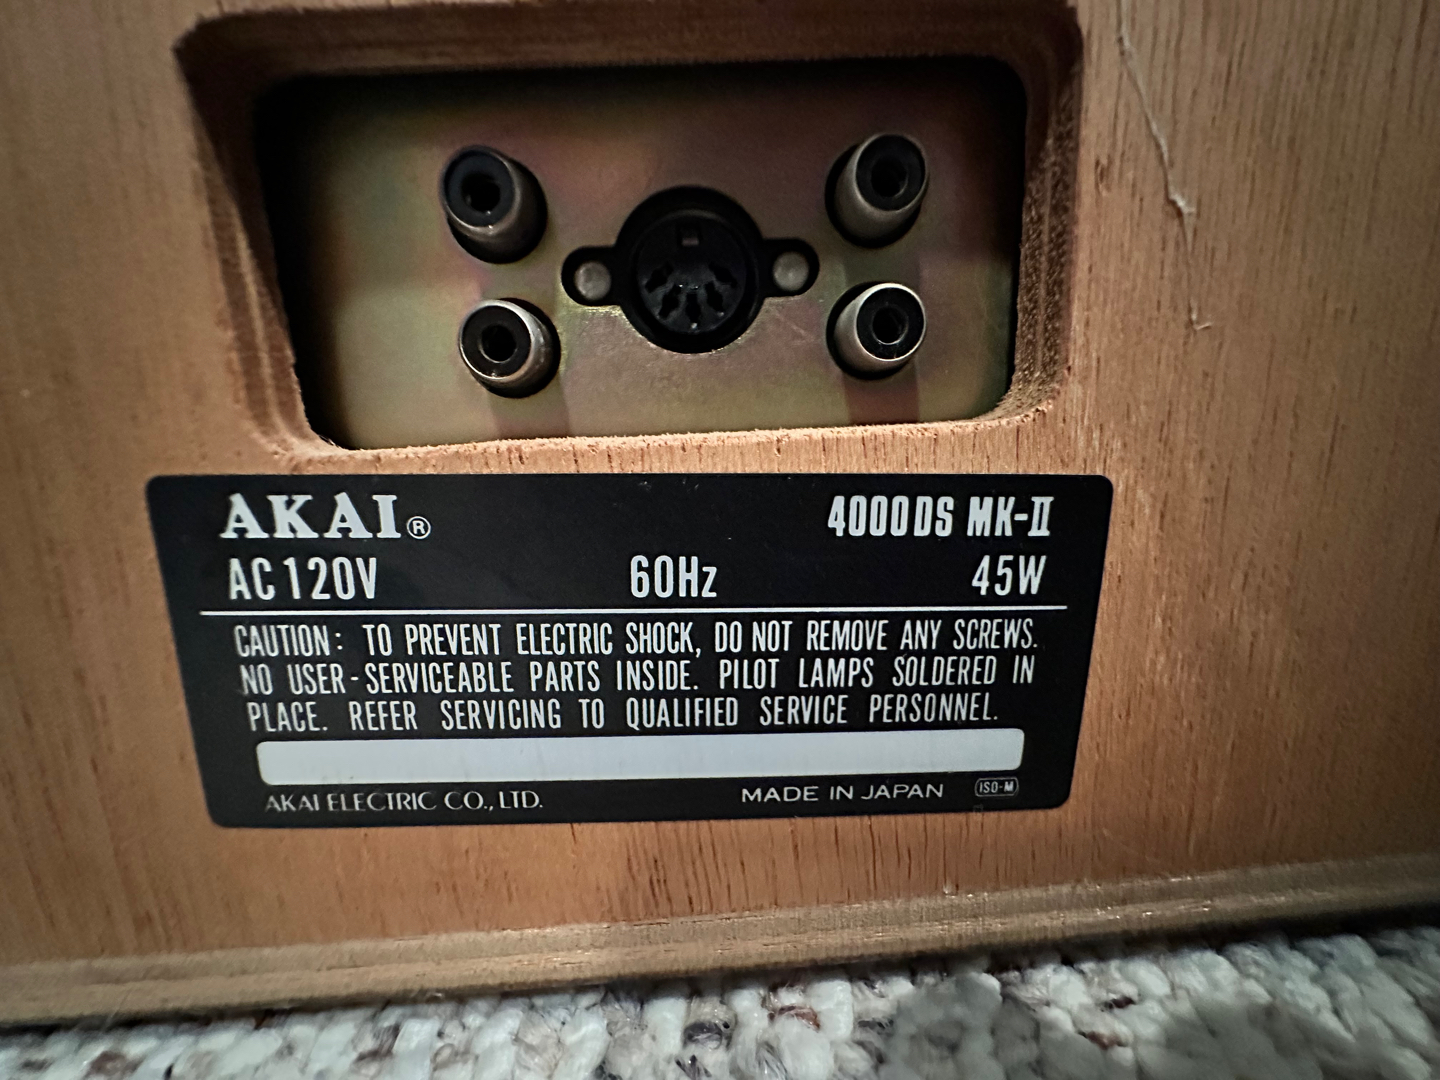 AKAI® 4000DS MK-II
AC 120V 60Hz 45W
CAUTION: TO PREVENT ELECTRIC SHOCK, DO NOT REMOVE ANY SCREWS.
NO USER-SERVICEABLE PARTS INSIDE. PILOT LAMPS SOLDERED IN
PLACE. REFER SERVICING TO QUALIFIED SERVICE PERSONNEL.
AKAI ELECTRIC CO., LTD. MADE IN JAPAN ISO-M